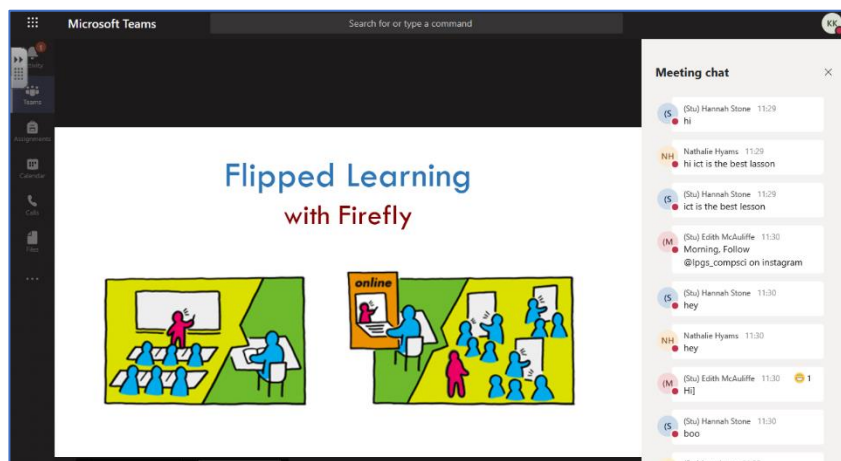 Microsoft Teams
Search for or type a command
KK
1
Activity
Teams
Assignments
Calendar
Calls
Files
Flipped Learning
with Firefly
online
Meeting chat
(S
(Stu) Hannah Stone 11:29
hi
NH
Nathalie Hyams 11:29
hi ict is the best lasson
(S
(Stu) Hannah Stone 11:29
ict is the best lesson
(M
(Stu) Edith McAuliffe 11:30
Morning, Follow
@lpgs_compsci on instagram
(S
(Stu) Hannah Stone 11:30
hey
NH
Nathalie Hyams 11:30
hey
(M
(Stu) Edith McAuliffe 11:30 1
Hi]
(S
(Stu) Hannah Stone 11:30
boo